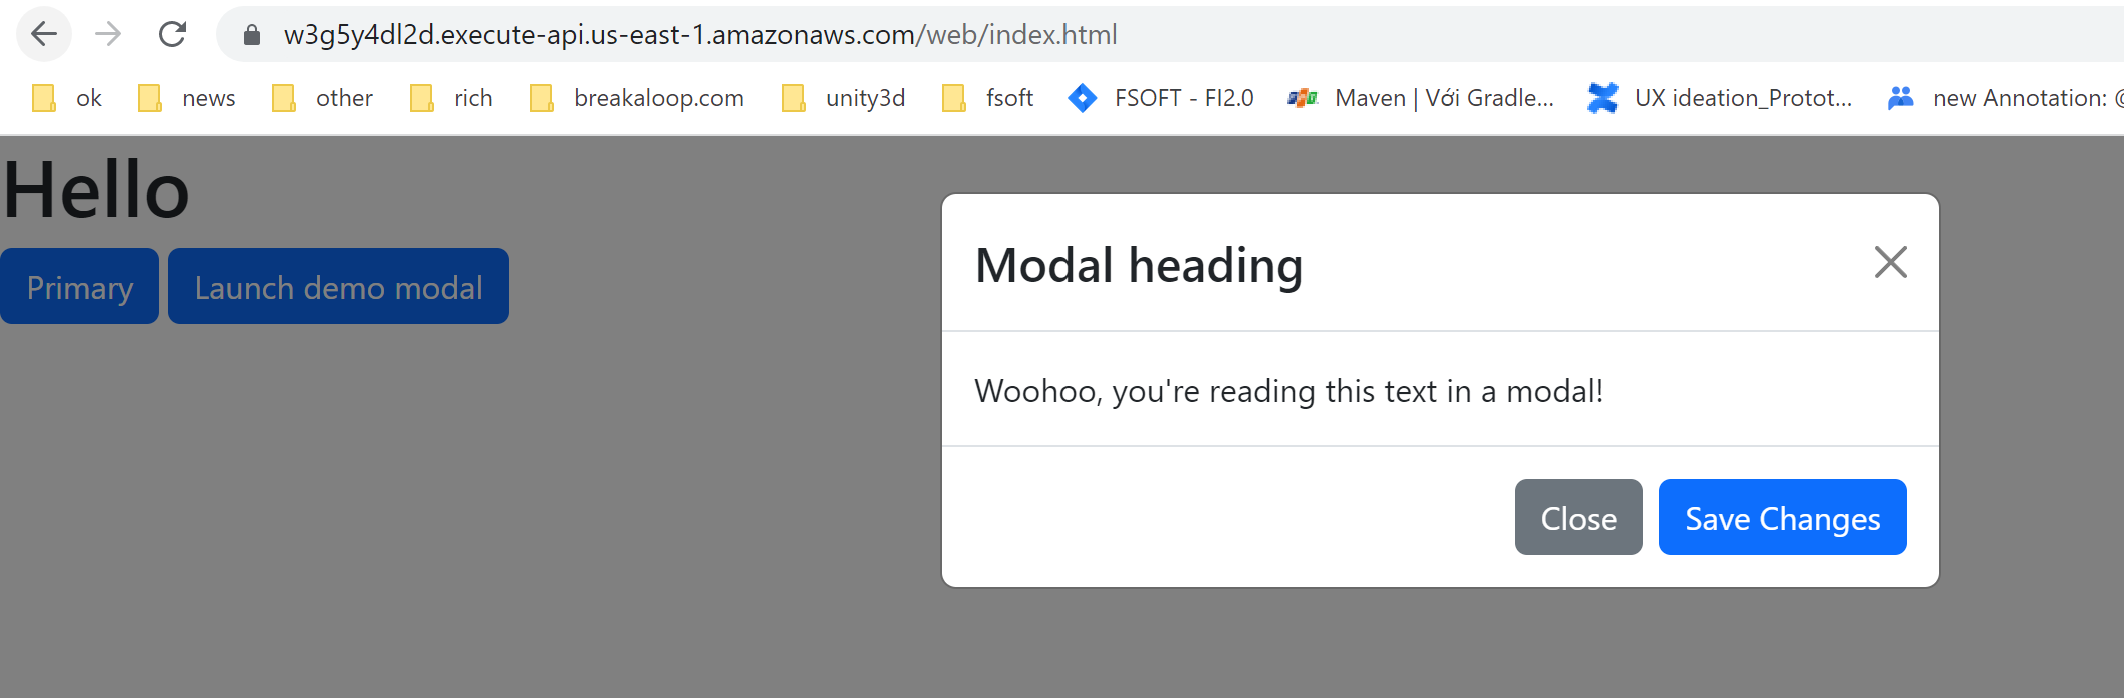 w3g5y4dl2d.execute-api.us-east-1.amazonaws.com/web/index.html
ok news other rich breakaloop.com unity3d fsoft FSOFT - FI2.0 Maven | Với Gradle... UX ideation_Protot... new Annotation: @
Hello
Primary Launch demo modal
Modal heading
Woohoo, you're reading this text in a modal!
Close Save Changes